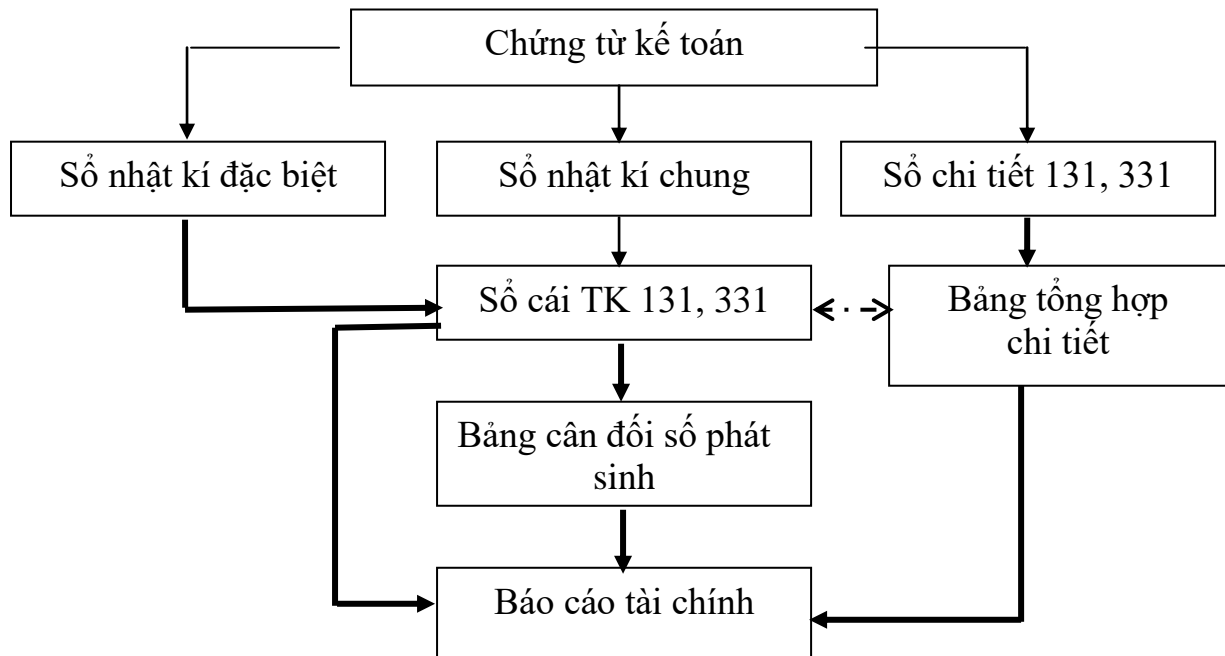 Chứng từ kế toán
Sổ nhật kí đặc biệt
Sổ nhật kí chung
Sổ chi tiết 131, 331
Sổ cái TK 131, 331
Bảng tổng hợp
chi tiết
Bảng cân đối số phát
sinh
Báo cáo tài chính